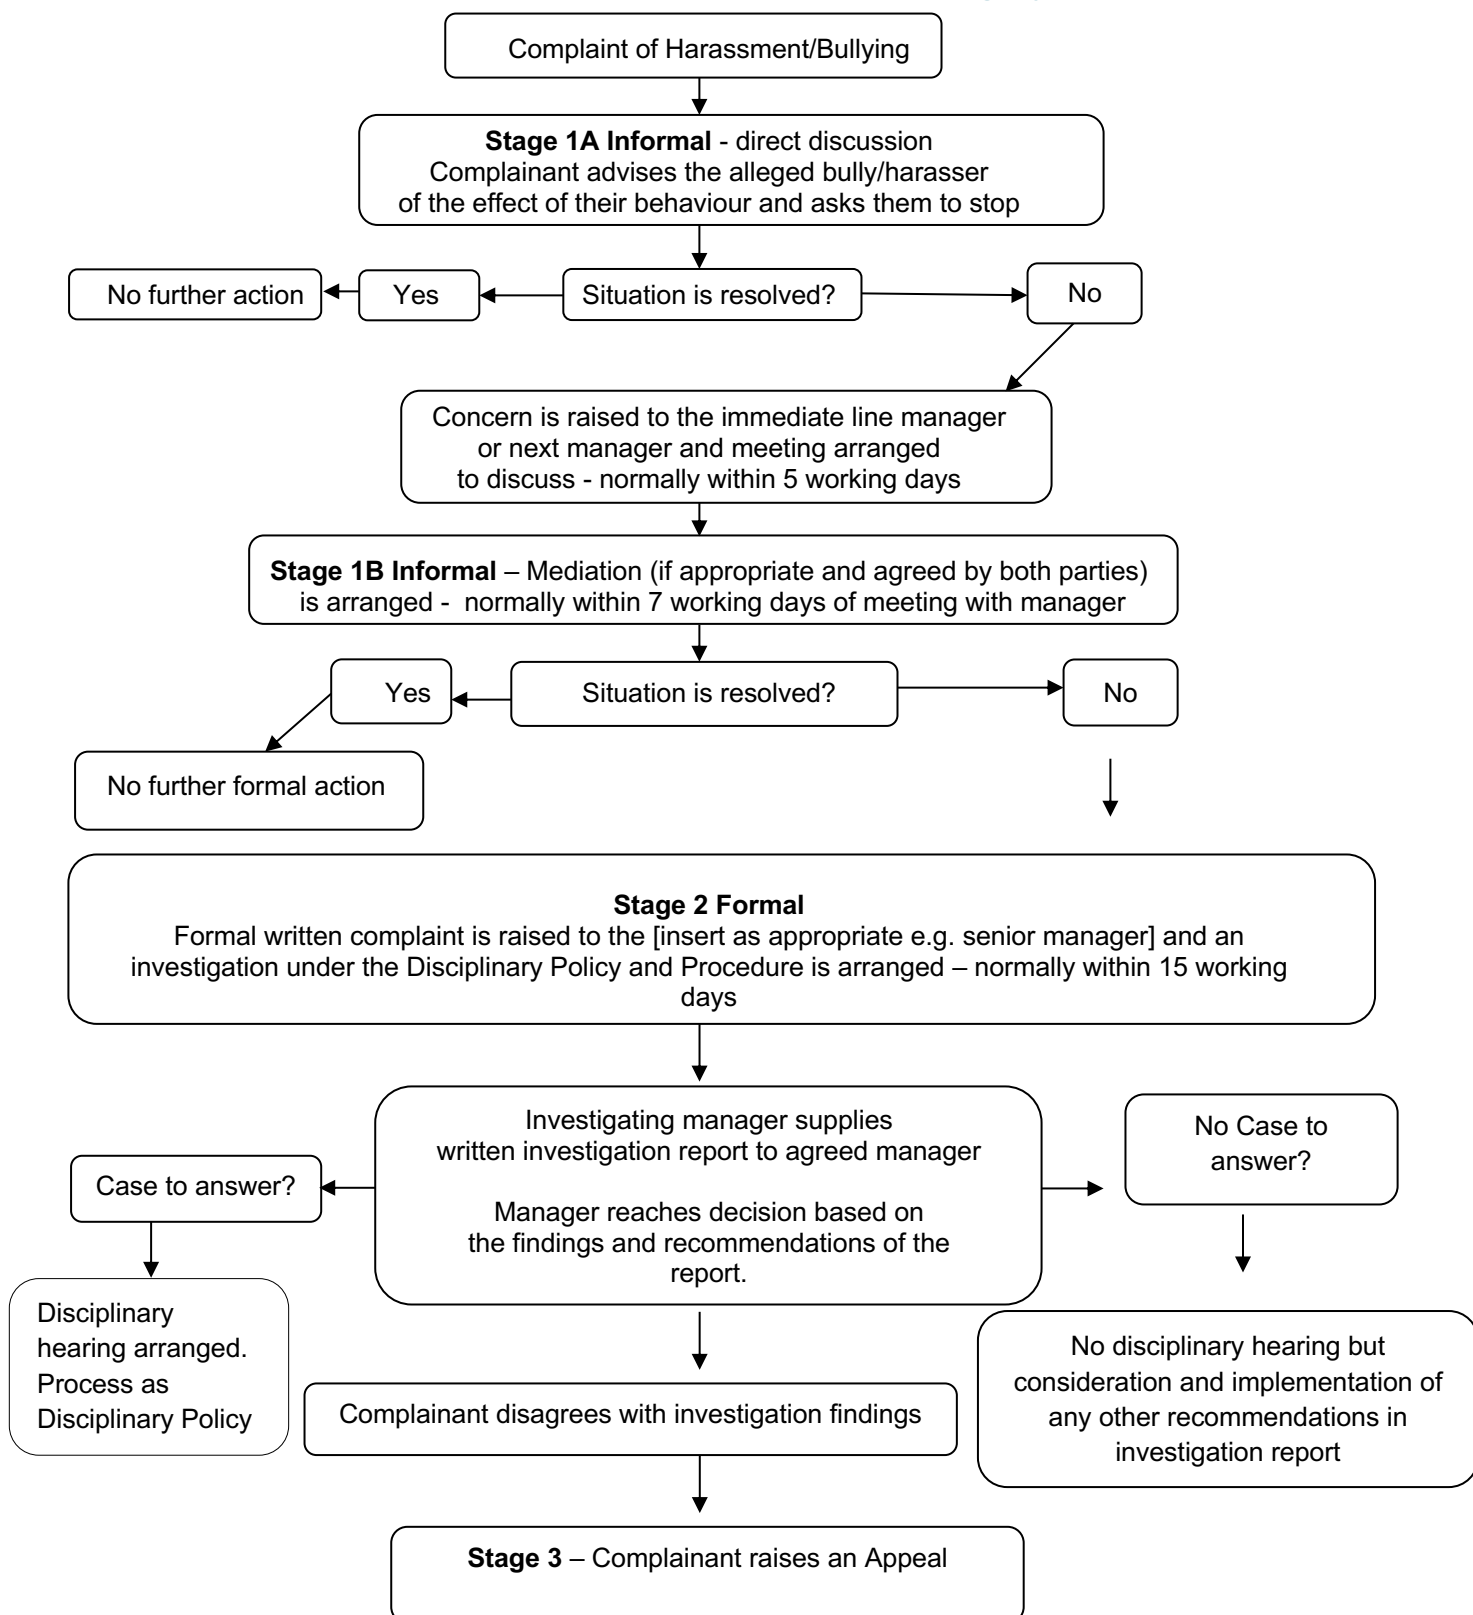 Complaint of Harassment/Bullying
Stage 1A Informal - direct discussion
Complainant advises the alleged bully/harasser
of the effect of their behaviour and asks them to stop
No further action
Yes
Situation is resolved?
No
Concern is raised to the immediate line manager
or next manager and meeting arranged
to discuss - normally within 5 working days
Stage 1B Informal – Mediation (if appropriate and agreed by both parties)
is arranged - normally within 7 working days of meeting with manager
Yes
Situation is resolved?
No
No further formal action
Stage 2 Formal
Formal written complaint is raised to the [insert as appropriate e.g. senior manager] and an
investigation under the Disciplinary Policy and Procedure is arranged – normally within 15 working
days
Investigating manager supplies
written investigation report to agreed manager
Manager reaches decision based on
the findings and recommendations of the
report.
No Case to
answer?
Case to answer?
Disciplinary
hearing arranged.
Process as
Disciplinary Policy
No disciplinary hearing but
consideration and implementation of
any other recommendations in
investigation report
Complainant disagrees with investigation findings
Stage 3 – Complainant raises an Appeal